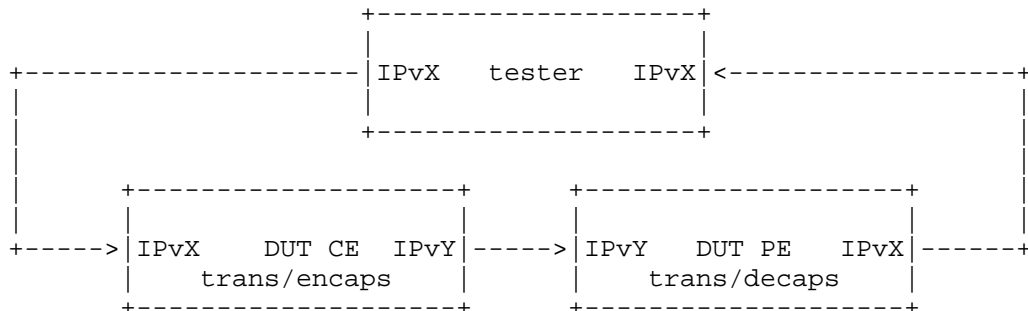 IPvX tester IPvX
IPvX DUT CE IPvY IPvY DUT PE IPvX
trans/encaps trans/decaps